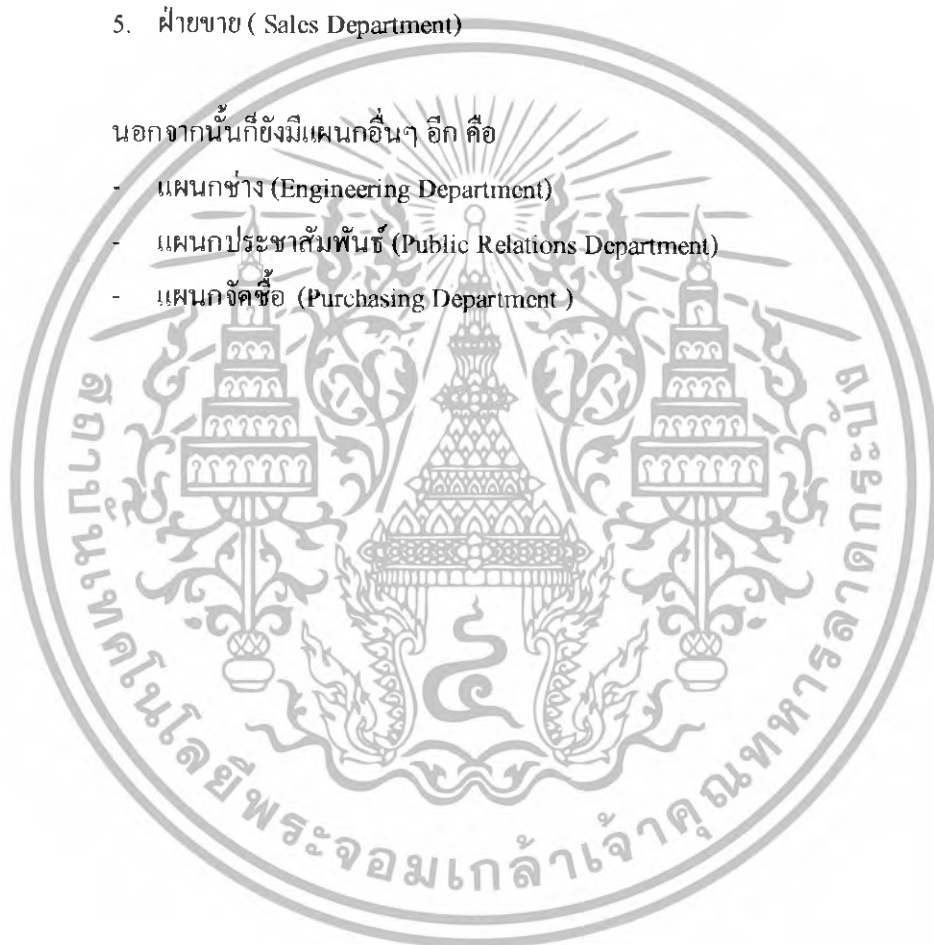 5. ฝ่ายขาย ( Sales Department)
นอกจากนั้นก็ยังมีแผนกอื่นๆ อีก คือ
- แผนกช่าง (Engineering Department)
- แผนกประชาสัมพันธ์ (Public Relations Department)
- แผนกจัดซื้อ (Purchasing Department )
สถาบันเทคโนโลยีพระจอมเกล้าเจ้าคุณทหารลาดกระบัง
๔